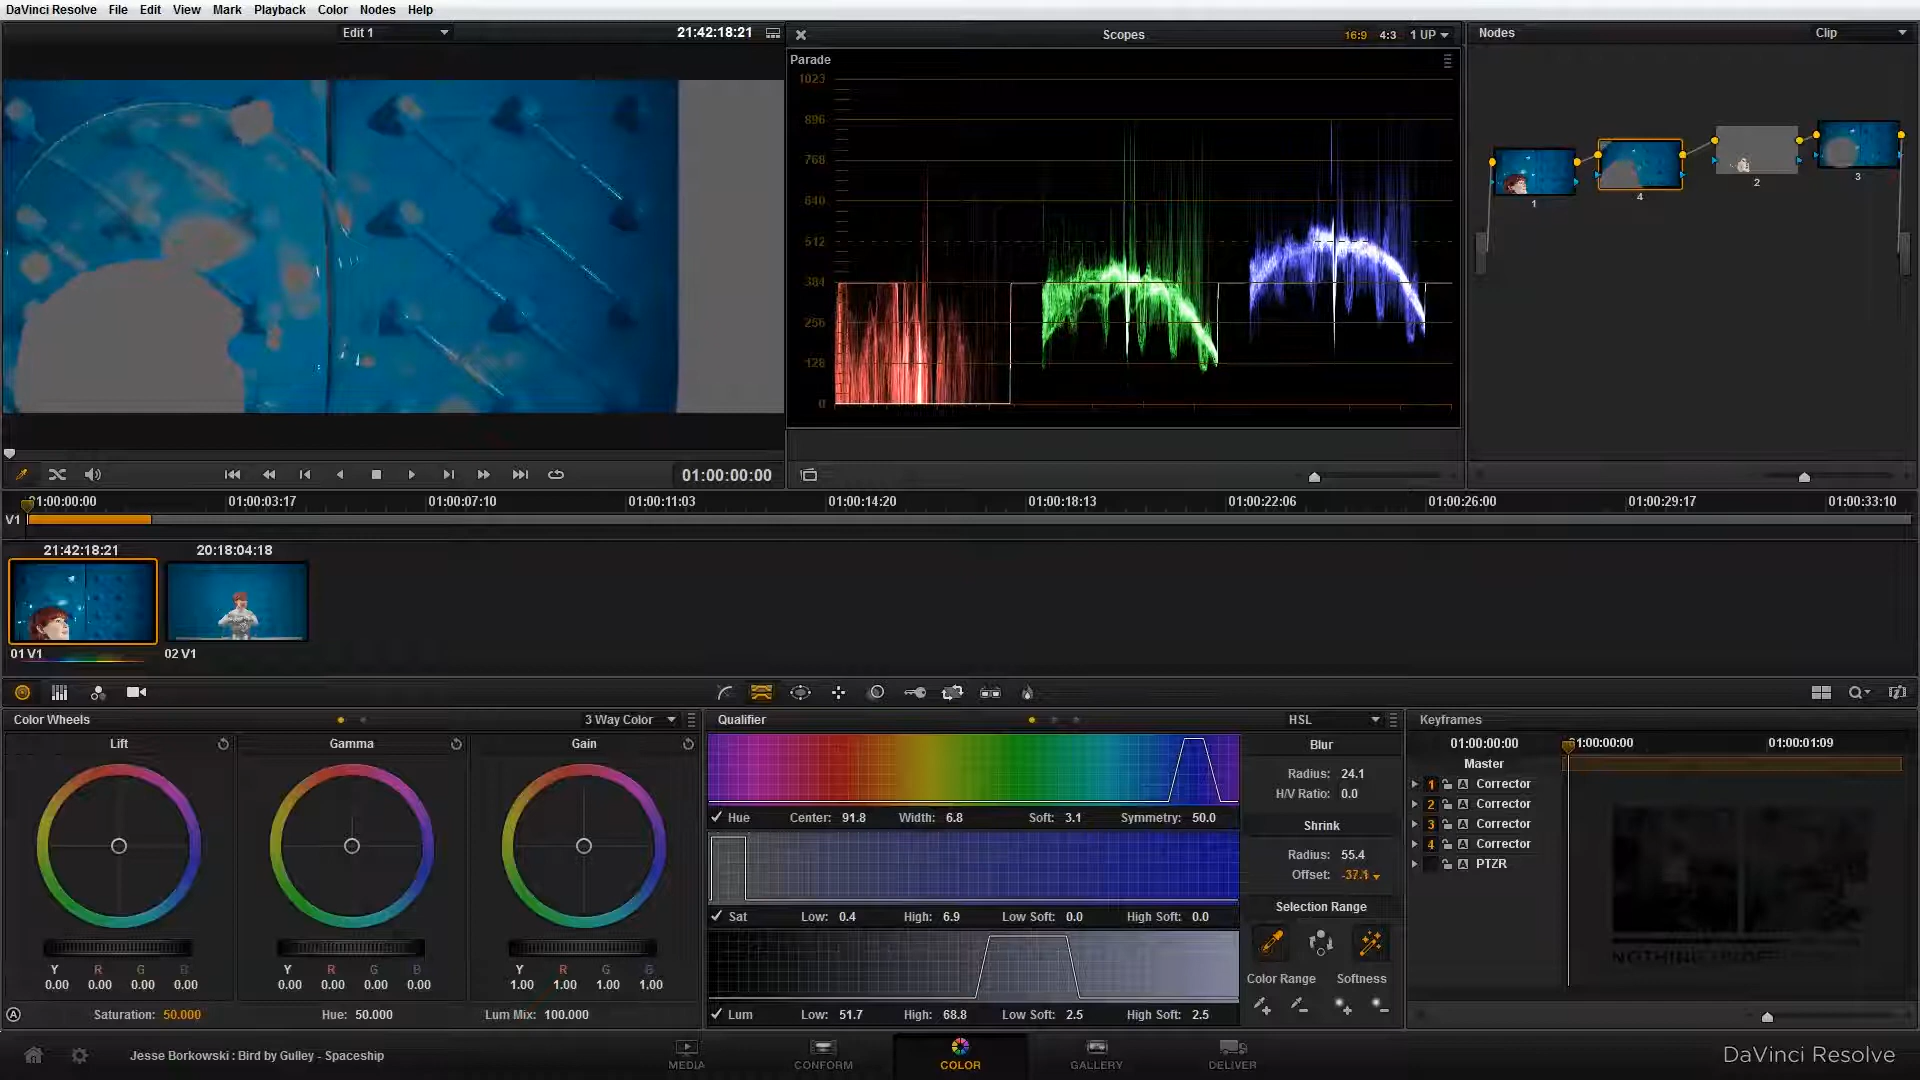 DaVinci Resolve File Edit View Mark Playback Color Nodes Help
Edit 1 21:42:18:21
Scopes 16:9 4:3 1 UP
Nodes Clip
Parade
1023
896
768
640
512
384
256
128
0
1 4 2 3
01:00:00:00
01:00:00:00 01:00:03:17 01:00:07:10 01:00:11:03 01:00:14:20 01:00:18:13 01:00:22:06 01:00:26:00 01:00:29:17 01:00:33:10
V1
21:42:18:21 20:18:04:18
01 V1 02 V1
Color Wheels 3 Way Color
Lift Gamma Gain
Y R G B Y R G B Y R G B
0.00 0.00 0.00 0.00 0.00 0.00 0.00 0.00 1.00 1.00 1.00 1.00
A Saturation: 50.000 Hue: 50.000 Lum Mix: 100.000
Qualifier HSL
Hue Center: 91.8 Width: 6.8 Soft: 3.1 Symmetry: 50.0
Sat Low: 0.4 High: 6.9 Low Soft: 0.0 High Soft: 0.0
Lum Low: 51.7 High: 68.8 Low Soft: 2.5 High Soft: 2.5
Blur
Radius: 24.1
H/V Ratio: 0.0
Shrink
Radius: 55.4
Offset: -37.1
Selection Range
Color Range Softness
Keyframes
01:00:00:00 01:00:00:00 01:00:01:09
Master
1 A Corrector
2 A Corrector
3 A Corrector
4 A Corrector
A PTZR
Jesse Borkowski : Bird by Gulley - Spaceship
MEDIA CONFORM COLOR GALLERY DELIVER
DaVinci Resolve